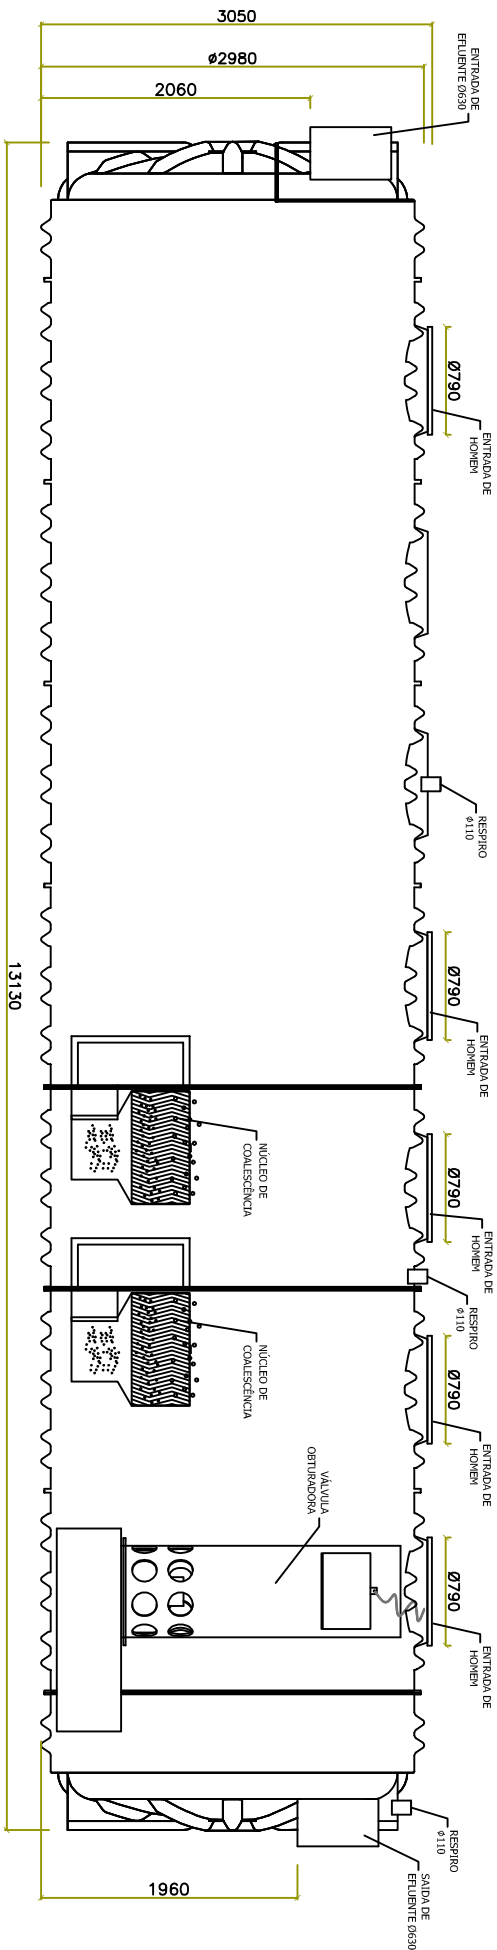 3050
ø2980
2060
ENTRADA DE
EFLUENTE Ø630
Ø790
ENTRADA DE
HOMEM
RESPIRO
ø110
Ø790
ENTRADA DE
HOMEM
13130
NÚCLEO DE
COALESCÊNCIA
Ø790
ENTRADA DE
HOMEM
RESPIRO
ø110
NÚCLEO DE
COALESCÊNCIA
Ø790
ENTRADA DE
HOMEM
VÁLVULA
OBTURADORA
Ø790
ENTRADA DE
HOMEM
RESPIRO
ø110
SAIDA DE
EFLUENTE Ø630
1960